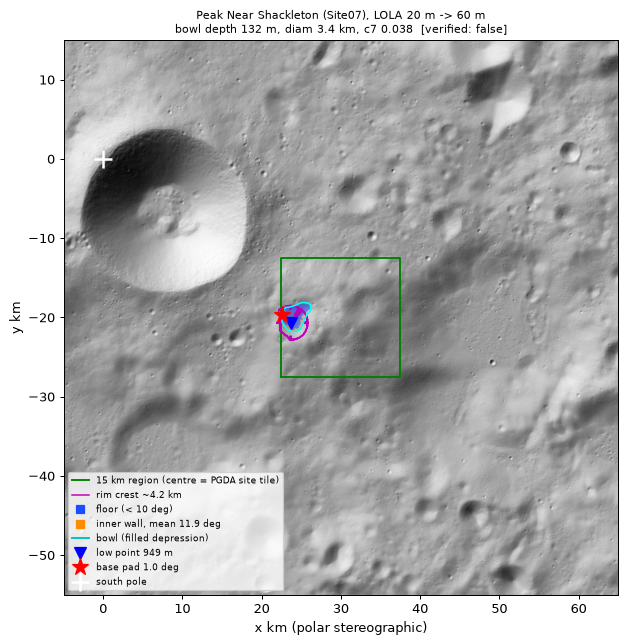 Peak Near Shackleton (Site07), LOLA 20 m -> 60 m
bowl depth 132 m, diam 3.4 km, c7 0.038  [verified: false]
10
0
−10
−20
−30
−40
−50
y km
15 km region (centre = PGDA site tile)
rim crest ~4.2 km
floor (< 10 deg)
inner wall, mean 11.9 deg
bowl (filled depression)
low point 949 m
base pad 1.0 deg
south pole
0 10 20 30 40 50 60
x km (polar stereographic)